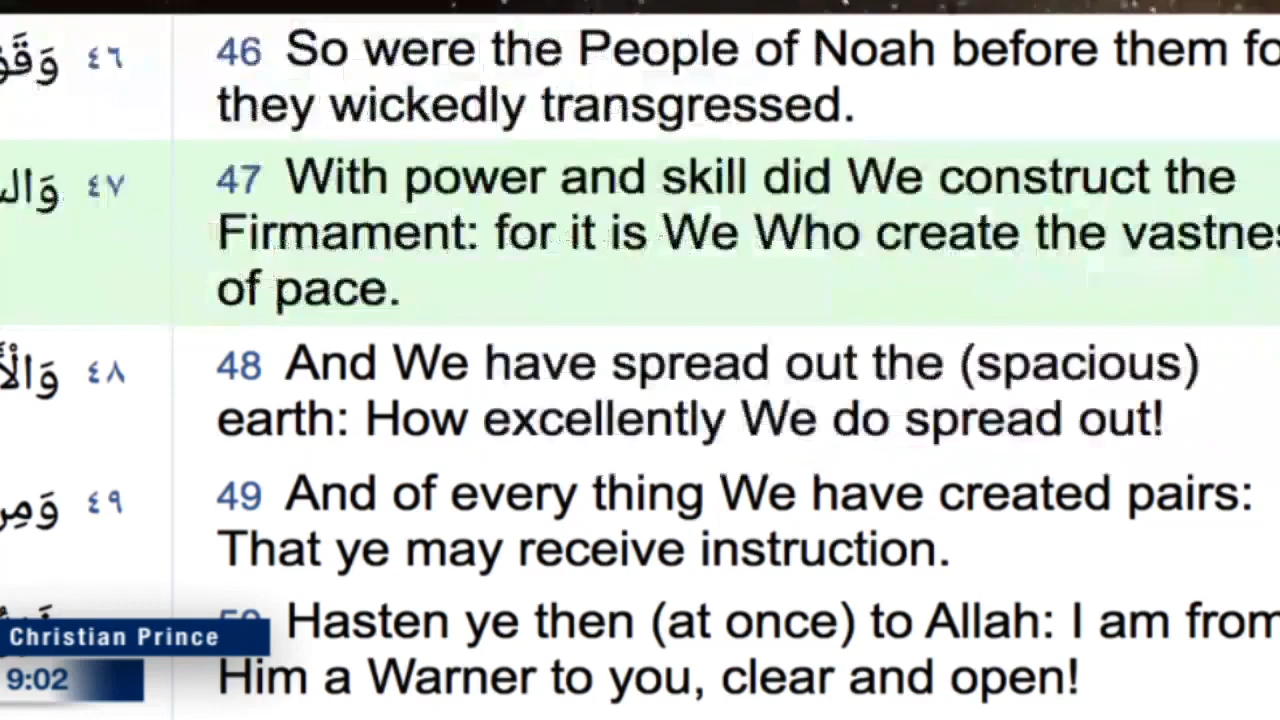 وَقَوْ ٤٦ 46 So were the People of Noah before them fo
they wickedly transgressed.
٤٧ 47 With power and skill did We construct the
Firmament: for it is We Who create the vastnes
of pace.
٤٨ 48 And We have spread out the (spacious)
earth: How excellently We do spread out!
وَمِن ٤٩ 49 And of every thing We have created pairs:
That ye may receive instruction.
Hasten ye then (at once) to Allah: I am from
Christian Prince
Him a Warner to you, clear and open!
9:02